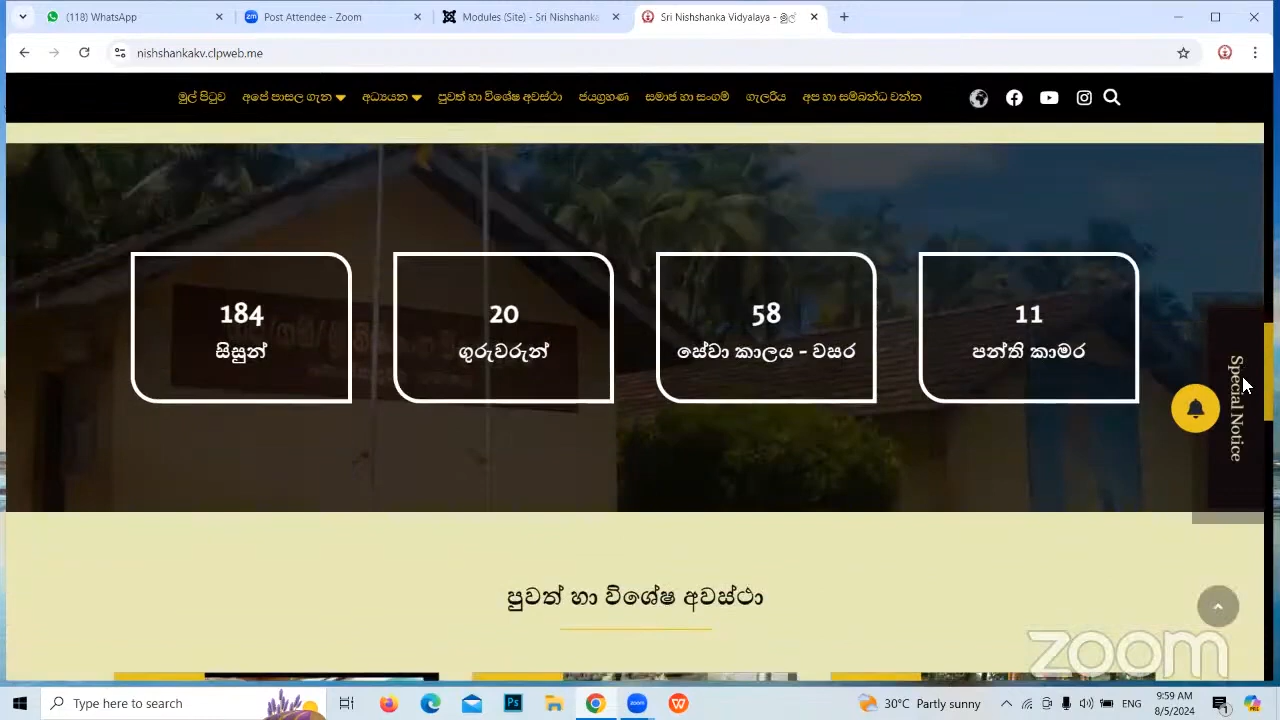 (118) WhatsApp
Post Attendee - Zoom
Modules (Site) - Sri Nishshanka
Sri Nishshanka Vidyalaya - මුල්
nishshankakv.clpweb.me
මුල් පිටුව අපේ පාසල ගැන අධ්‍යයන පුවත් හා විශේෂ අවස්ථා ජයග්‍රහණ සමාජ හා සංගම් ගැලරිය අප හා සම්බන්ධ වන්න
184 20 58 11
සිසුන් ගුරුවරුන් සේවා කාලය - වසර පන්ති කාමර
Special Notice
පුවත් හා විශේෂ අවස්ථා
zoom
Type here to search
30°C Partly sunny
ENG
9:59 AM
8/5/2024